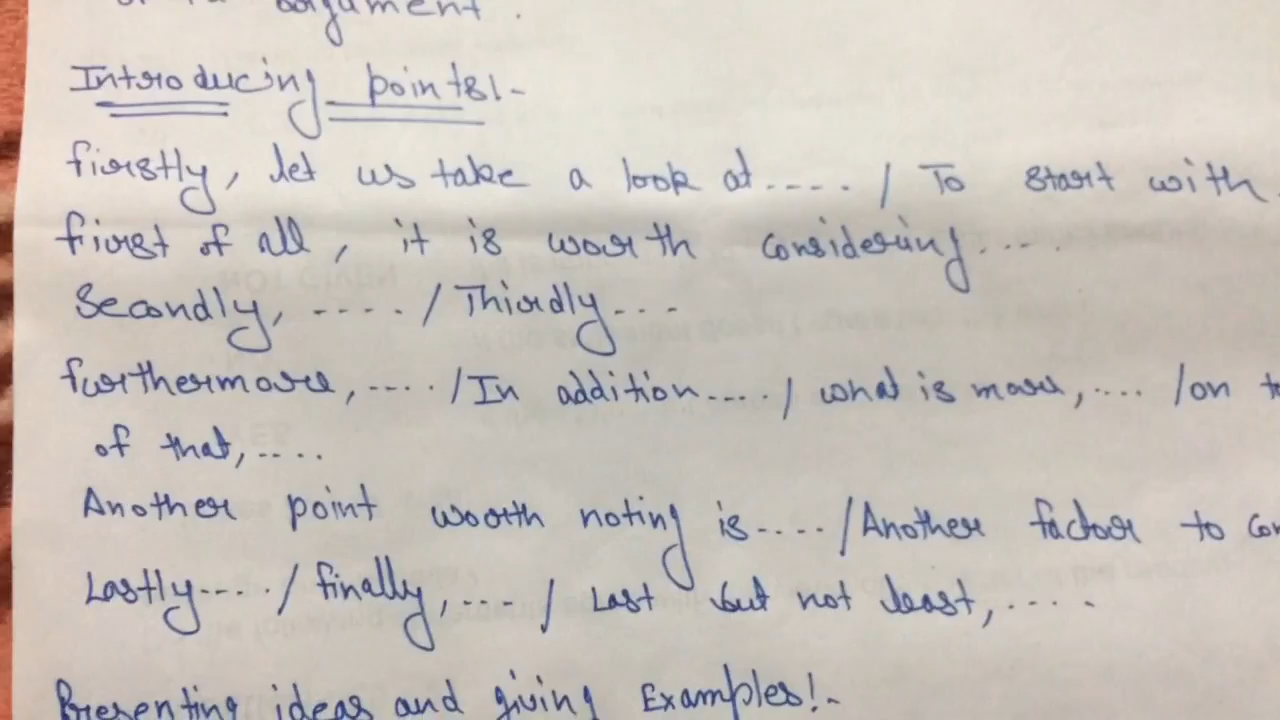 argument.
Introducing points:-
firstly, let us take a look at..... / To start with
first of all, it is worth considering....
Secondly, ..... / Thirdly....
furthermore, ..... / In addition..... / what is more, ..... / on
of that, .....
Another point worth noting is..... / Another factor to
Lastly..... / finally, .... / Last but not least, .....
Presenting ideas and giving Examples:-